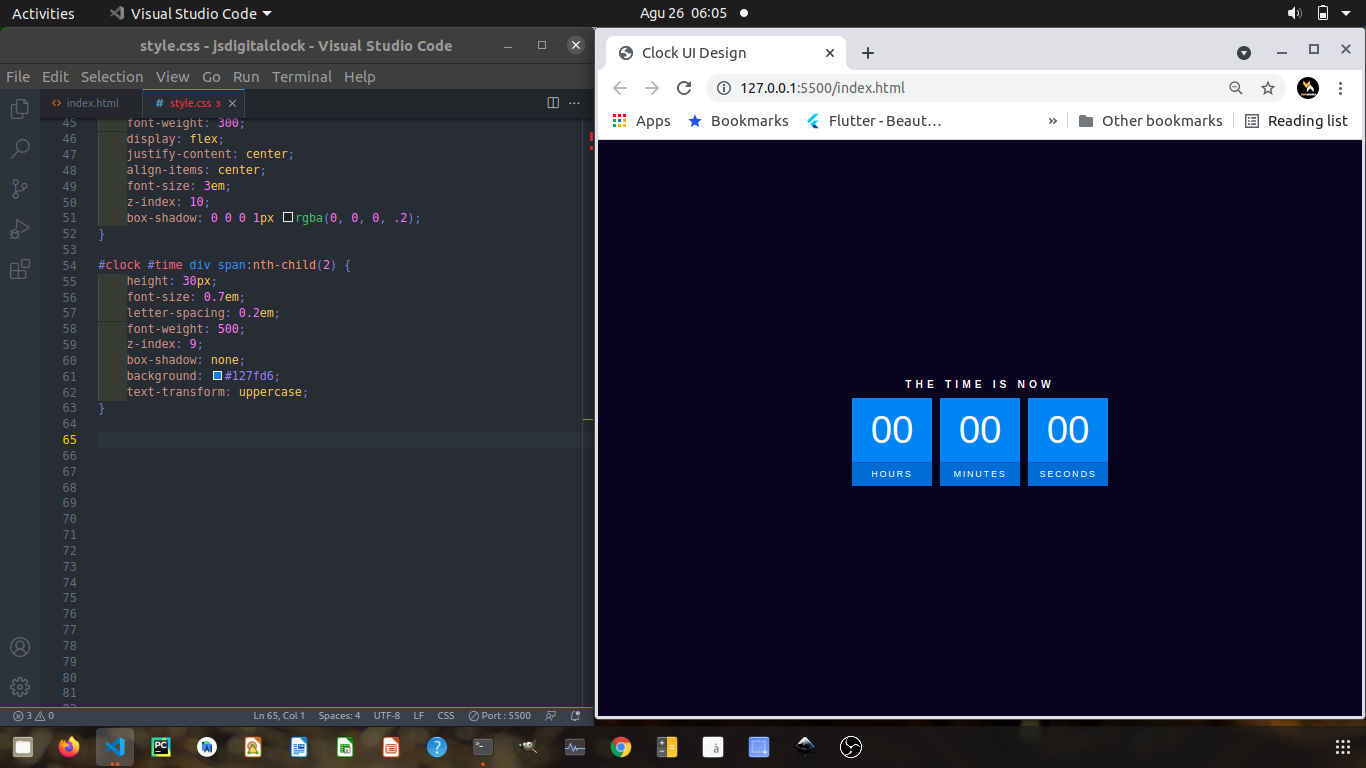 Activities
Visual Studio Code
Agu 26 06:05
style.css - jsdigitalclock - Visual Studio Code
File Edit Selection View Go Run Terminal Help
index.html
# style.css 3
45 font-weight: 300;
46 display: flex;
47 justify-content: center;
48 align-items: center;
49 font-size: 3em;
50 z-index: 10;
51 box-shadow: 0 0 0 1px rgba(0, 0, 0, .2);
52 }
53
54 #clock #time div span:nth-child(2) {
55 height: 30px;
56 font-size: 0.7em;
57 letter-spacing: 0.2em;
58 font-weight: 500;
59 z-index: 9;
60 box-shadow: none;
61 background: #127fd6;
62 text-transform: uppercase;
63 }
64
65
66
67
68
69
70
71
72
73
74
75
76
77
78
79
80
81
3 0
Ln 65, Col 1 Spaces: 4 UTF-8 LF CSS Port : 5500
Clock UI Design
127.0.0.1:5500/index.html
Apps Bookmarks Flutter - Beaut... » Other bookmarks Reading list
THE TIME IS NOW
00 00 00
HOURS MINUTES SECONDS